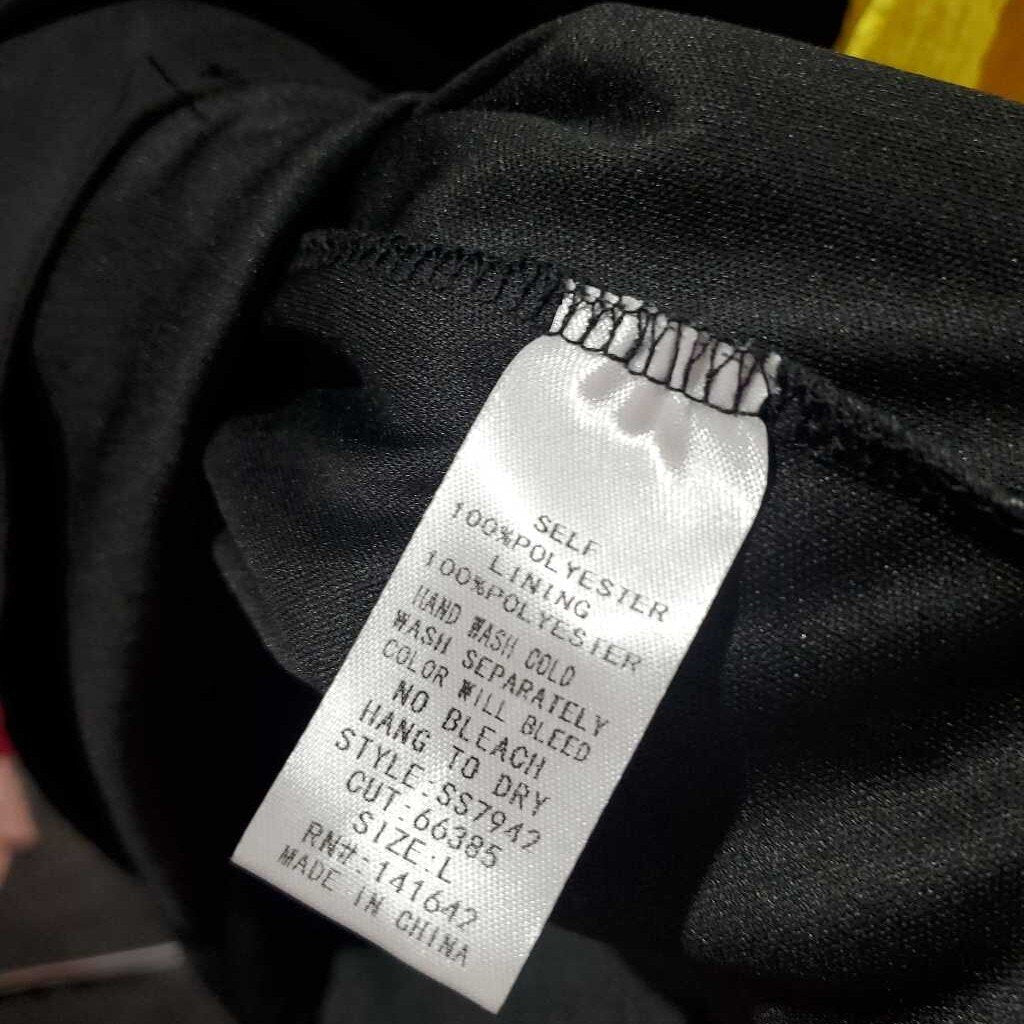 SELF
100%POLYESTER
LINING
100%POLYESTER
HAND WASH COLD
WASH SEPARATELY
COLOR WILL BLEED
NO BLEACH
HANG TO DRY
STYLE:SS7942
CUT:66385
SIZE:L
RN#:141642
MADE IN CHINA